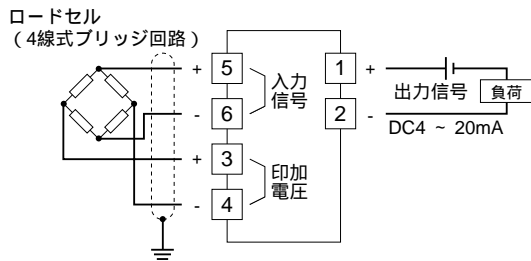 ロードセル
（4線式ブリッジ回路）
+ 5
入力
信号
- 6
+ 3
印加
電圧
- 4
1 +
出力信号
負荷
2 -
DC4 ~ 20mA